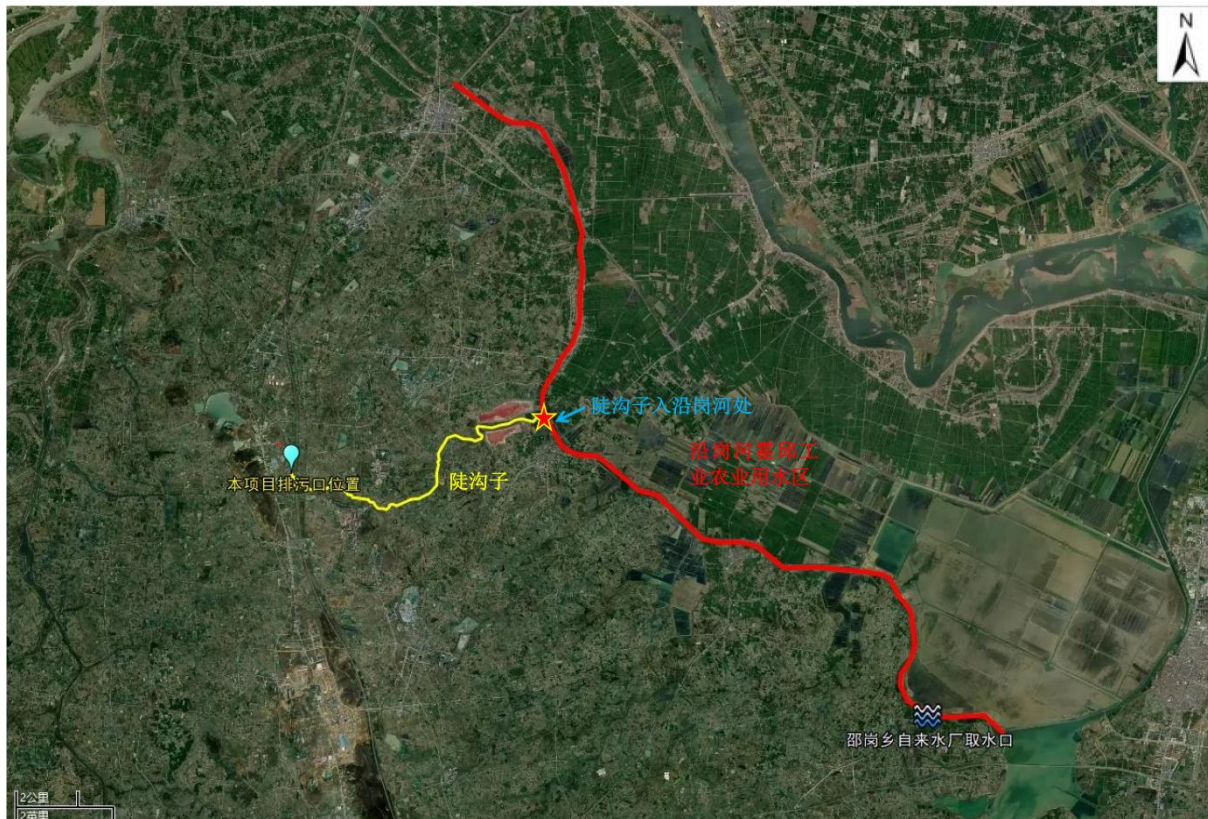 N
陡沟子入沿岗河处
沿岗河霍邱工
业农业用水区
本项目排污口位置
陡沟子
邵岗乡自来水厂取水口
2公里
2英里